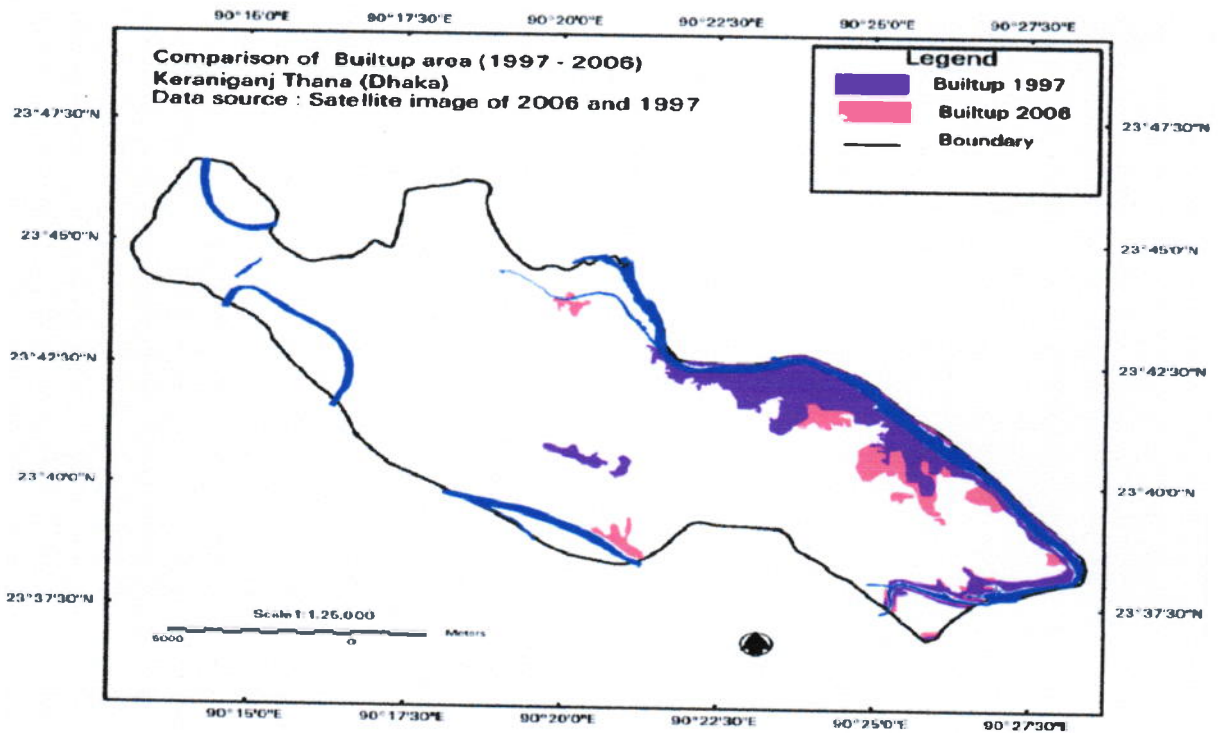 90°15'0"E 90°17'30"E 90°20'0"E 90°22'30"E 90°25'0"E 90°27'30"E
Comparison of Builtup area (1997 - 2006)
Keraniganj Thana (Dhaka)
Data source : Satellite image of 2006 and 1997
Legend
Builtup 1997
Builtup 2006
Boundary
23°47'30"N 23°47'30"N
23°45'0"N 23°45'0"N
23°42'30"N 23°42'30"N
23°40'0"N 23°40'0"N
23°37'30"N 23°37'30"N
Scale1:1,25,000
5000 0 Meters
90°15'0"E 90°17'30"E 90°20'0"E 90°22'30"E 90°25'0"E 90°27'30"E